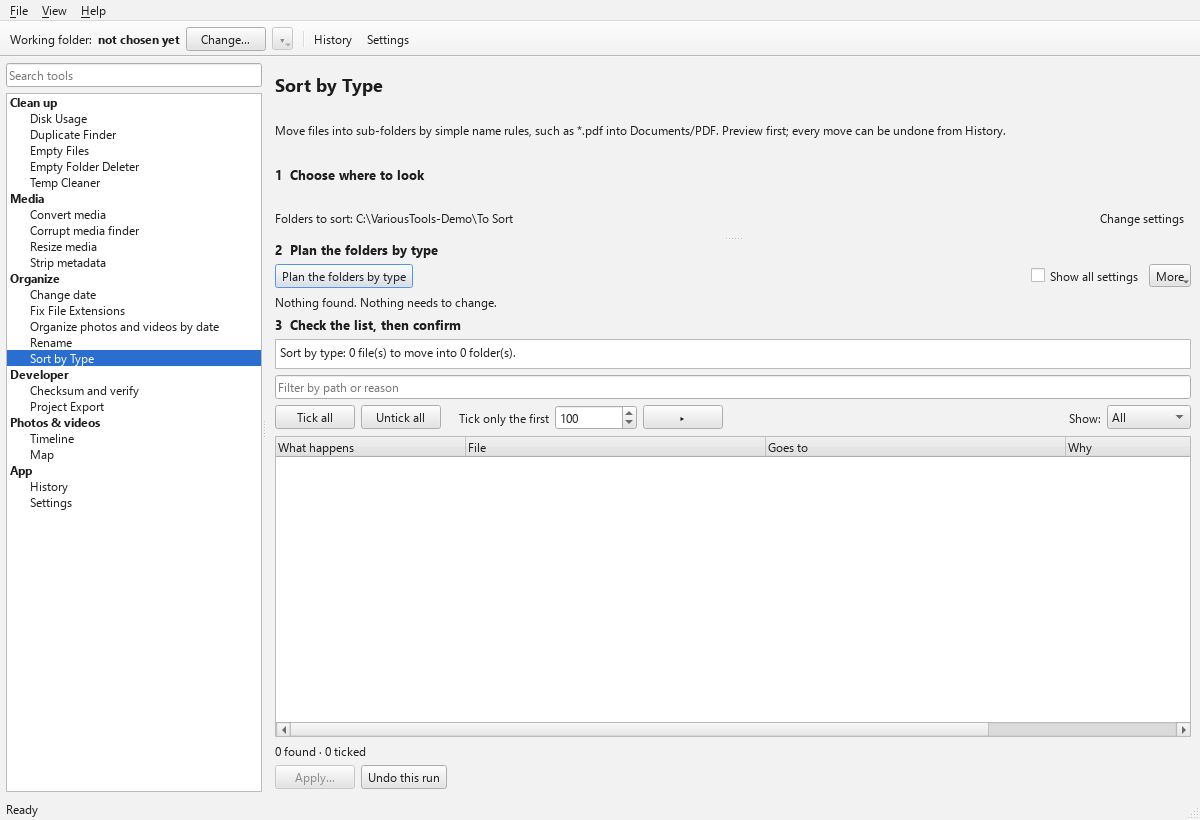 File View Help
Working folder: not chosen yet Change... History Settings
Search tools
Clean up
Disk Usage
Duplicate Finder
Empty Files
Empty Folder Deleter
Temp Cleaner
Media
Convert media
Corrupt media finder
Resize media
Strip metadata
Organize
Change date
Fix File Extensions
Organize photos and videos by date
Rename
Sort by Type
Developer
Checksum and verify
Project Export
Photos & videos
Timeline
Map
App
History
Settings
Sort by Type
Move files into sub-folders by simple name rules, such as *.pdf into Documents/PDF. Preview first; every move can be undone from History.
1 Choose where to look
Folders to sort: C:\VariousTools-Demo\To Sort Change settings
2 Plan the folders by type
Plan the folders by type Show all settings More
Nothing found. Nothing needs to change.
3 Check the list, then confirm
Sort by type: 0 file(s) to move into 0 folder(s).
Filter by path or reason
Tick all Untick all Tick only the first 100 Show: All
What happens File Goes to Why
0 found · 0 ticked
Apply... Undo this run
Ready